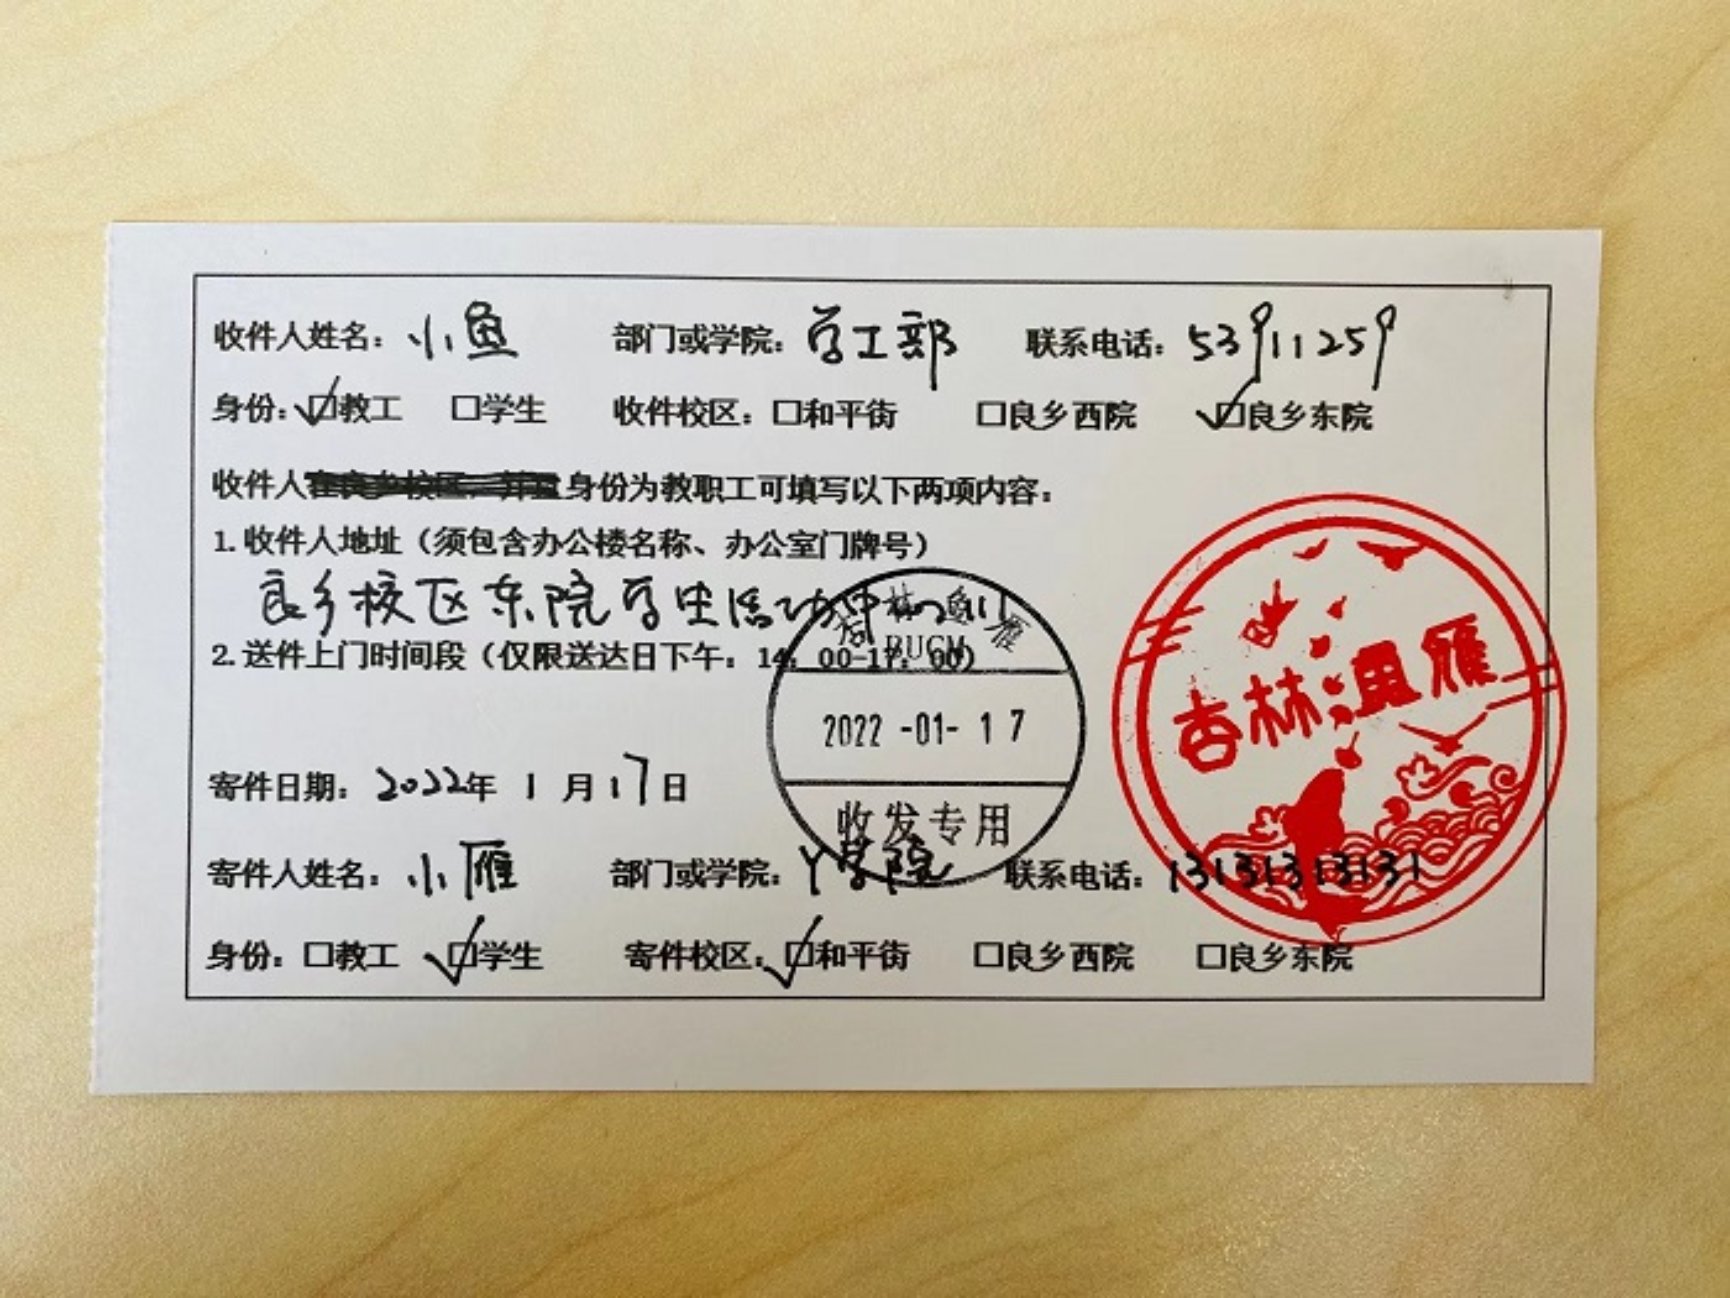 收件人姓名：小鱼 部门或学院：学工部 联系电话：53911259
身份：☑教工 □学生 收件校区：□和平街 □良乡西院 ☑良乡东院
收件人身份为教职工可填写以下两项内容：
1.收件人地址（须包含办公楼名称、办公室门牌号）
良乡校区东院学生活动中心
2.送件上门时间段（仅限送达日下午：14：00-17：00）
杏林鱼雁
BUCM
2022-01-17
收发专用
杏林鱼雁
寄件日期：2022年1月17日
寄件人姓名：小雁 部门或学院：丫学院 联系电话：13131313131
身份：□教工 ☑学生 寄件校区：☑和平街 □良乡西院 □良乡东院